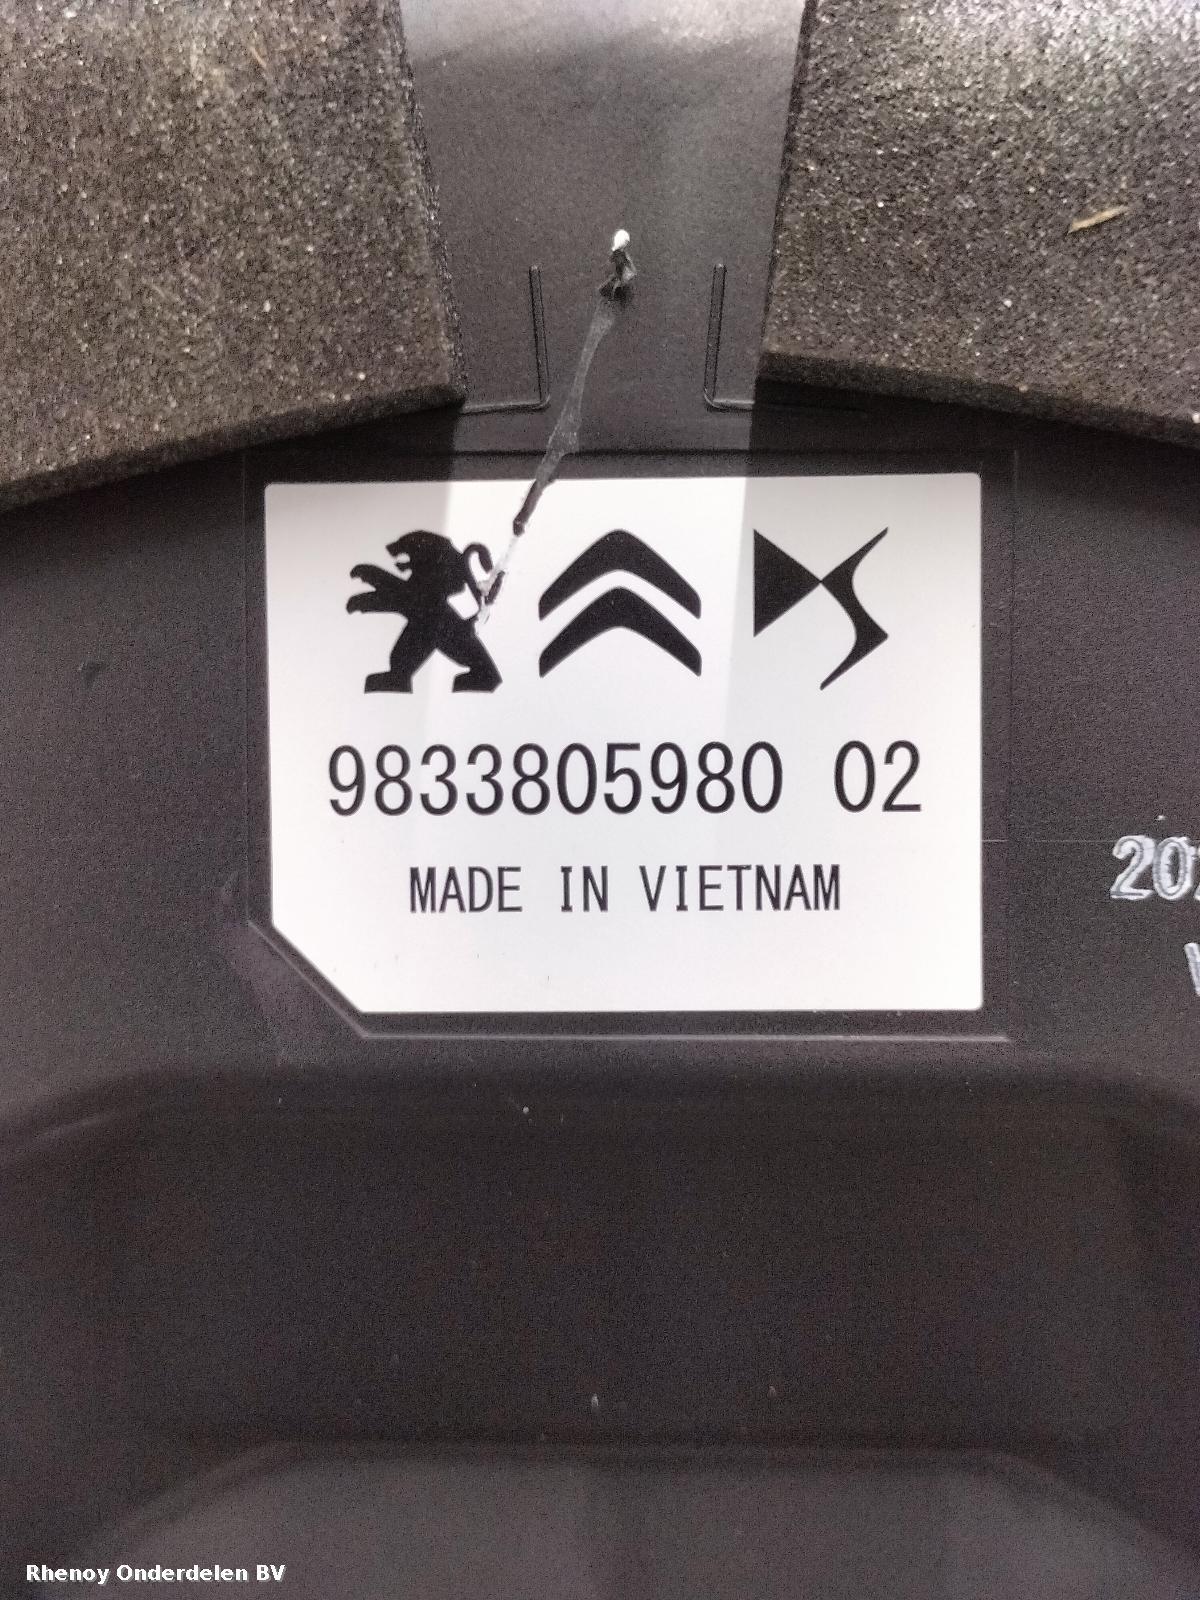 9833805980 02
MADE IN VIETNAM
Rhenoy Onderdelen BV